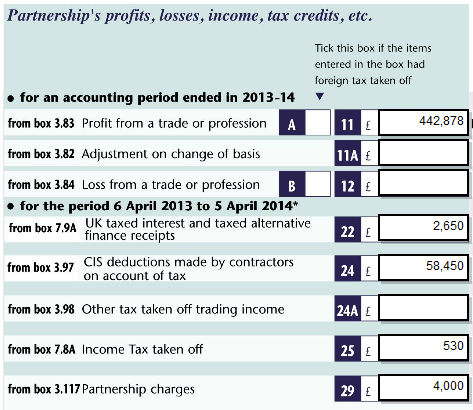 Partnership's profits, losses, income, tax credits, etc.
Tick this box if the items
entered in the box had
foreign tax taken off
• for an accounting period ended in 2013-14 ▼
from box 3.83 Profit from a trade or profession A 11 £ 442,878
from box 3.82 Adjustment on change of basis 11A £
from box 3.84 Loss from a trade or profession B 12 £
• for the period 6 April 2013 to 5 April 2014*
from box 7.9A UK taxed interest and taxed alternative
finance receipts 22 £ 2,650
from box 3.97 CIS deductions made by contractors
on account of tax 24 £ 58,450
from box 3.98 Other tax taken off trading income 24A £
from box 7.8A Income Tax taken off 25 £ 530
from box 3.117 Partnership charges 29 £ 4,000